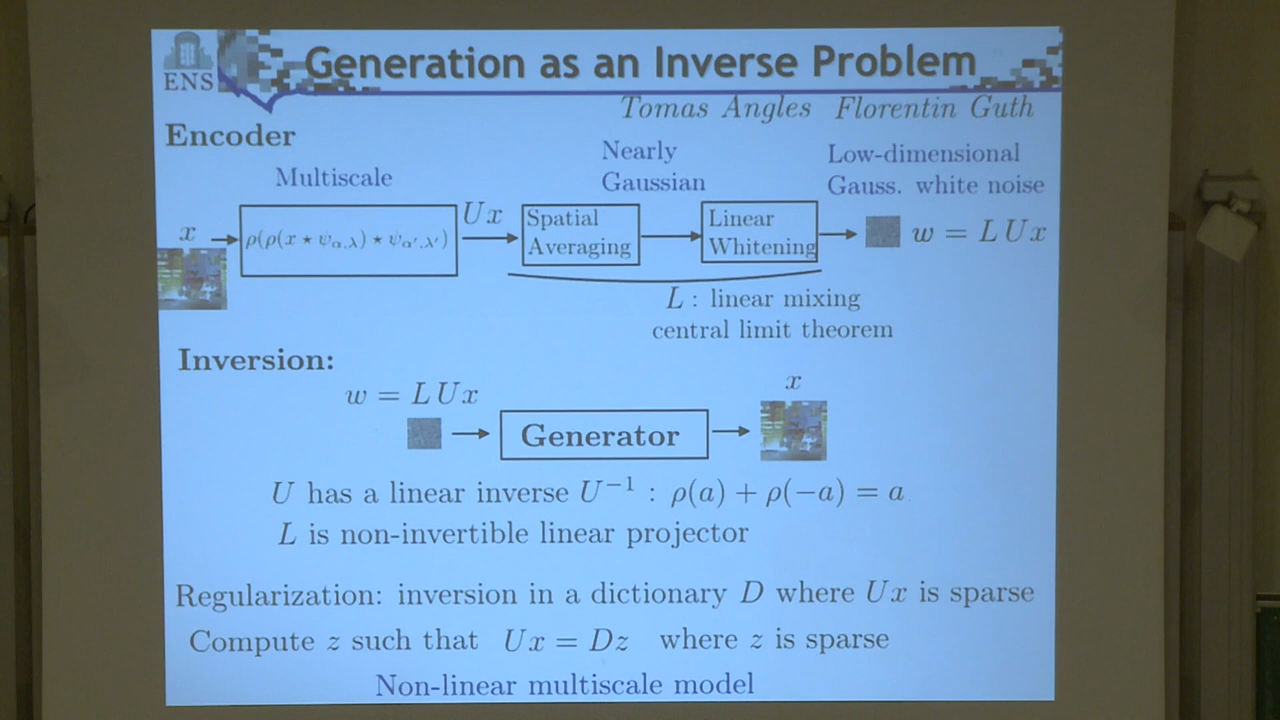 ENS
Generation as an Inverse Problem
Tomas Angles Florentin Guth
Encoder
Multiscale
Nearly
Gaussian
Low-dimensional
Gauss. white noise
x
ρ(ρ(x ⋆ ψα,λ) ⋆ ψα′,λ′)
Ux
Spatial
Averaging
Linear
Whitening
w = L Ux
L : linear mixing
central limit theorem
Inversion:
w = L Ux
Generator
x
U has a linear inverse U⁻¹ : ρ(a) + ρ(−a) = a
L is non-invertible linear projector
Regularization: inversion in a dictionary D where Ux is sparse
Compute z such that Ux = Dz where z is sparse
Non-linear multiscale model